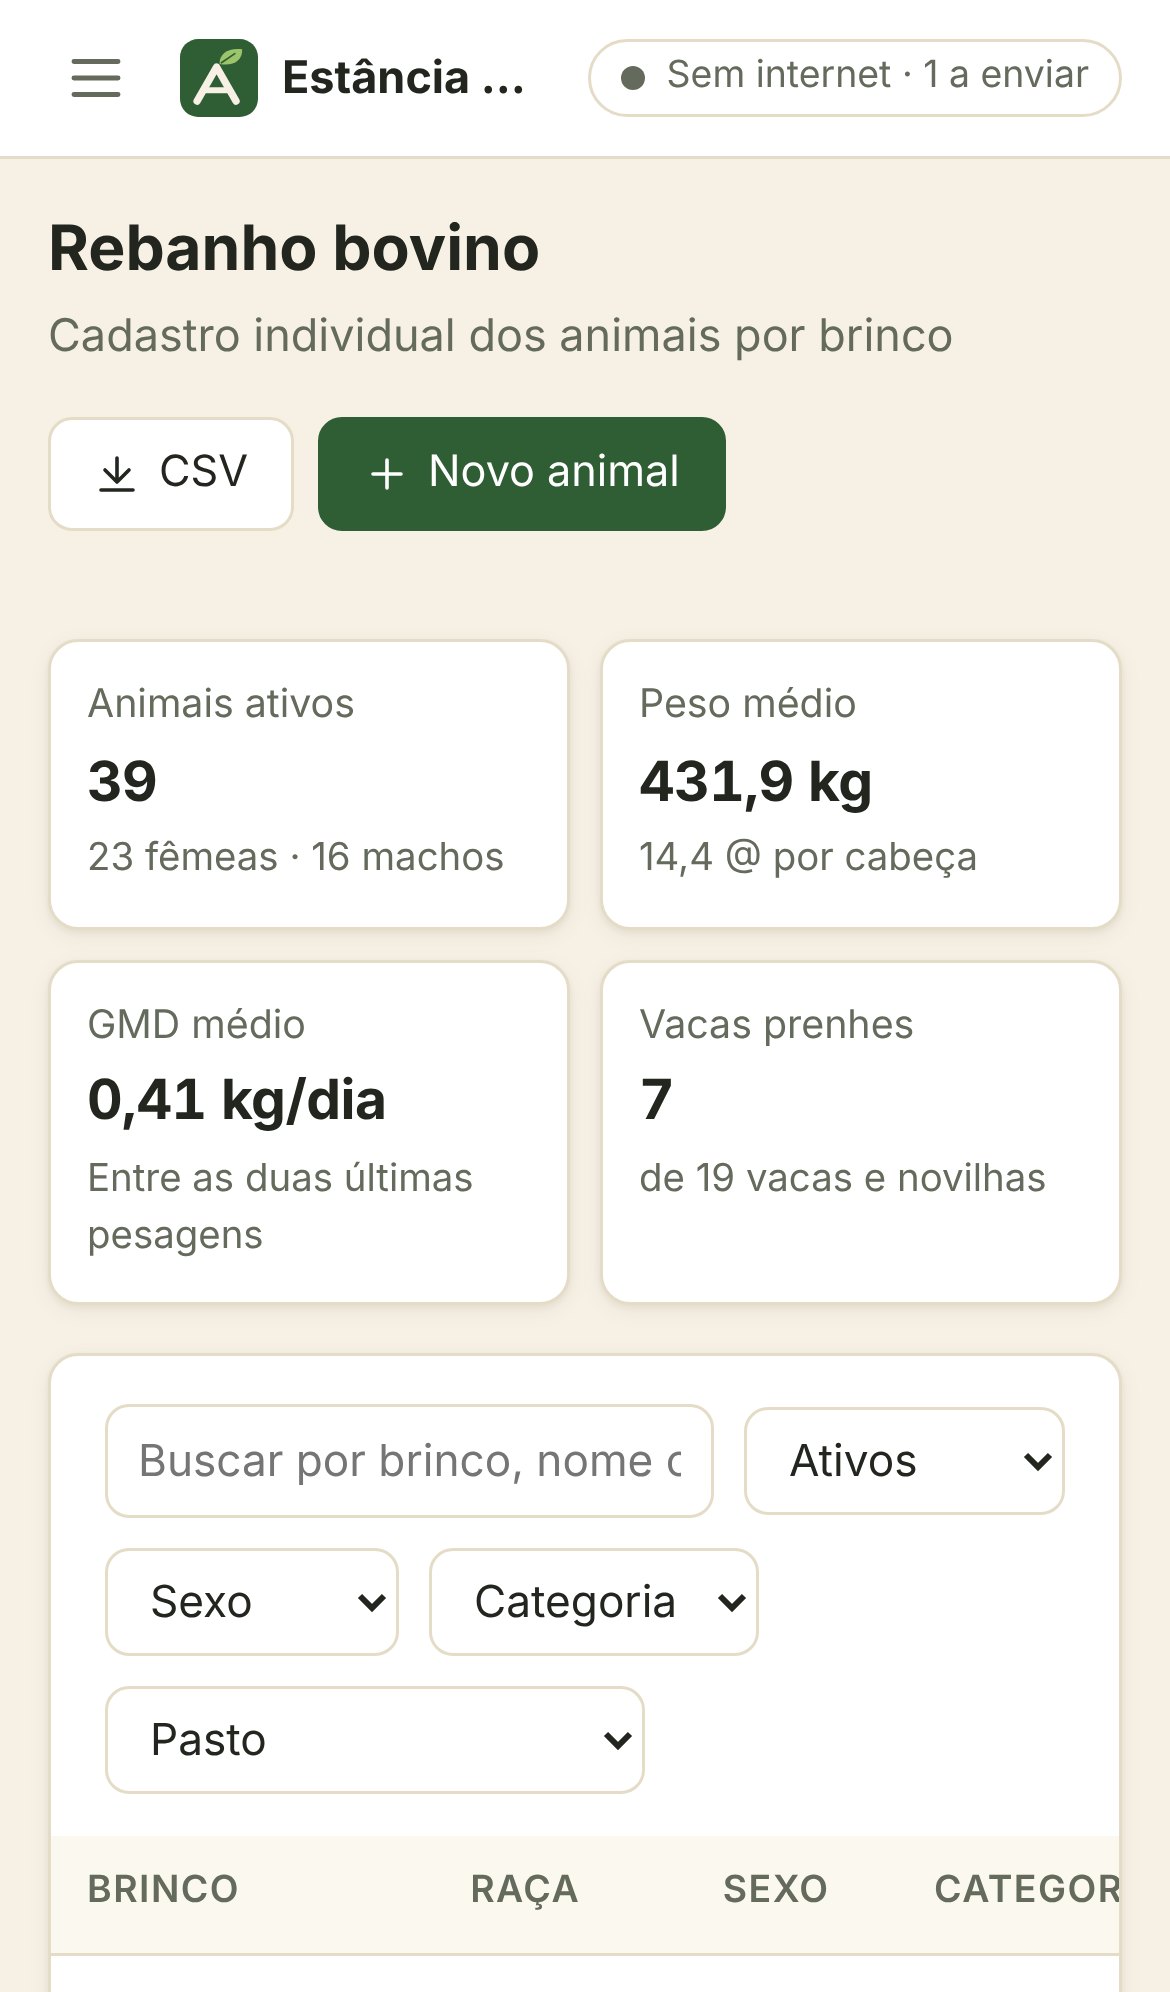 Estância ...
Sem internet · 1 a enviar
Rebanho bovino
Cadastro individual dos animais por brinco
CSV
Novo animal
Animais ativos
39
23 fêmeas · 16 machos
Peso médio
431,9 kg
14,4 @ por cabeça
GMD médio
0,41 kg/dia
Entre as duas últimas
pesagens
Vacas prenhes
7
de 19 vacas e novilhas
Buscar por brinco, nome
Ativos
Sexo
Categoria
Pasto
BRINCO RAÇA SEXO CATEGOR